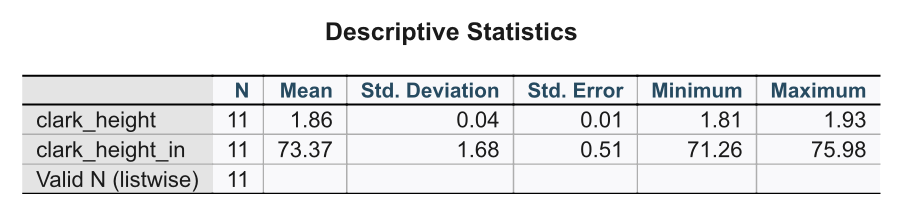 Descriptive Statistics
N Mean Std. Deviation Std. Error Minimum Maximum
clark_height 11 1.86 0.04 0.01 1.81 1.93
clark_height_in 11 73.37 1.68 0.51 71.26 75.98
Valid N (listwise) 11